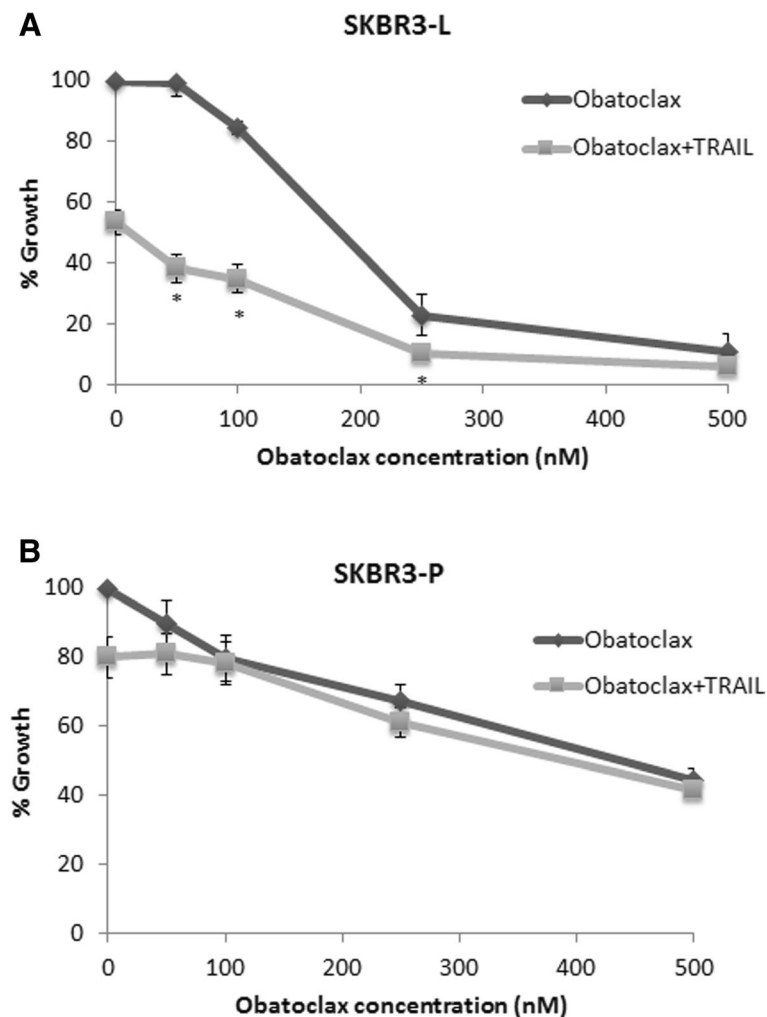 A
SKBR3-L
100
80
60
40
20
0
% Growth
Obatoclax
Obatoclax+TRAIL
*
*
*
0 100 200 300 400 500
Obatoclax concentration (nM)
B
SKBR3-P
100
80
60
40
20
0
% Growth
Obatoclax
Obatoclax+TRAIL
0 100 200 300 400 500
Obatoclax concentration (nM)